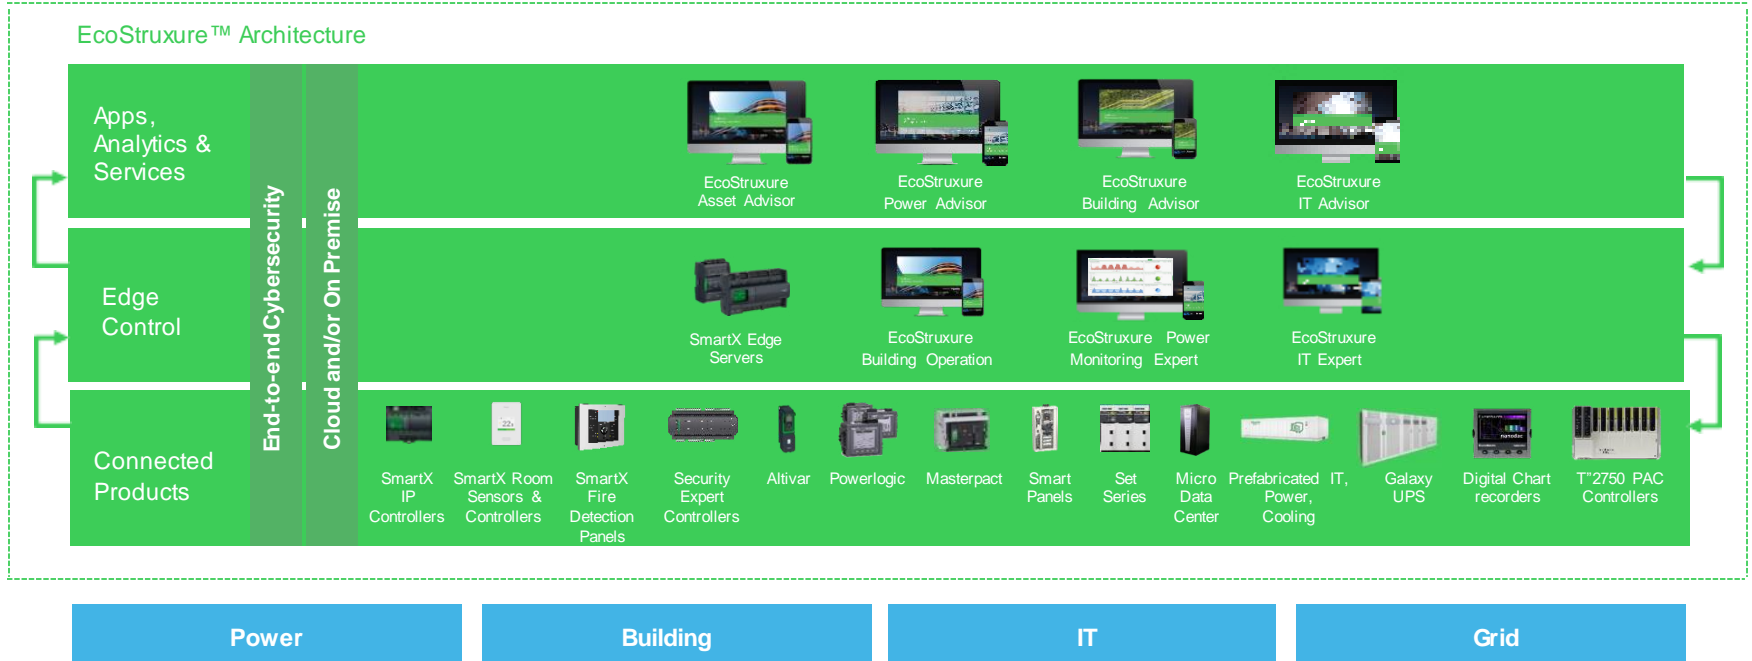 EcoStruxure™ Architecture
Apps,
Analytics &
Services
End-to-end Cybersecurity
Cloud and/or On Premise
EcoStruxure
Asset Advisor
EcoStruxure
Power Advisor
EcoStruxure
Building Advisor
EcoStruxure
IT Advisor
Edge
Control
SmartX Edge
Servers
EcoStruxure
Building Operation
EcoStruxure Power
Monitoring Expert
EcoStruxure
IT Expert
Connected
Products
SmartX
IP
Controllers
SmartX Room
Sensors &
Controllers
SmartX
Fire
Detection
Panels
Security
Expert
Controllers
Altivar
Powerlogic
Masterpact
Smart
Panels
Set
Series
Micro
Data
Center
Prefabricated IT,
Power,
Cooling
Galaxy
UPS
nanodac
Digital Chart
recorders
T"2750 PAC
Controllers
Power
Building
IT
Grid